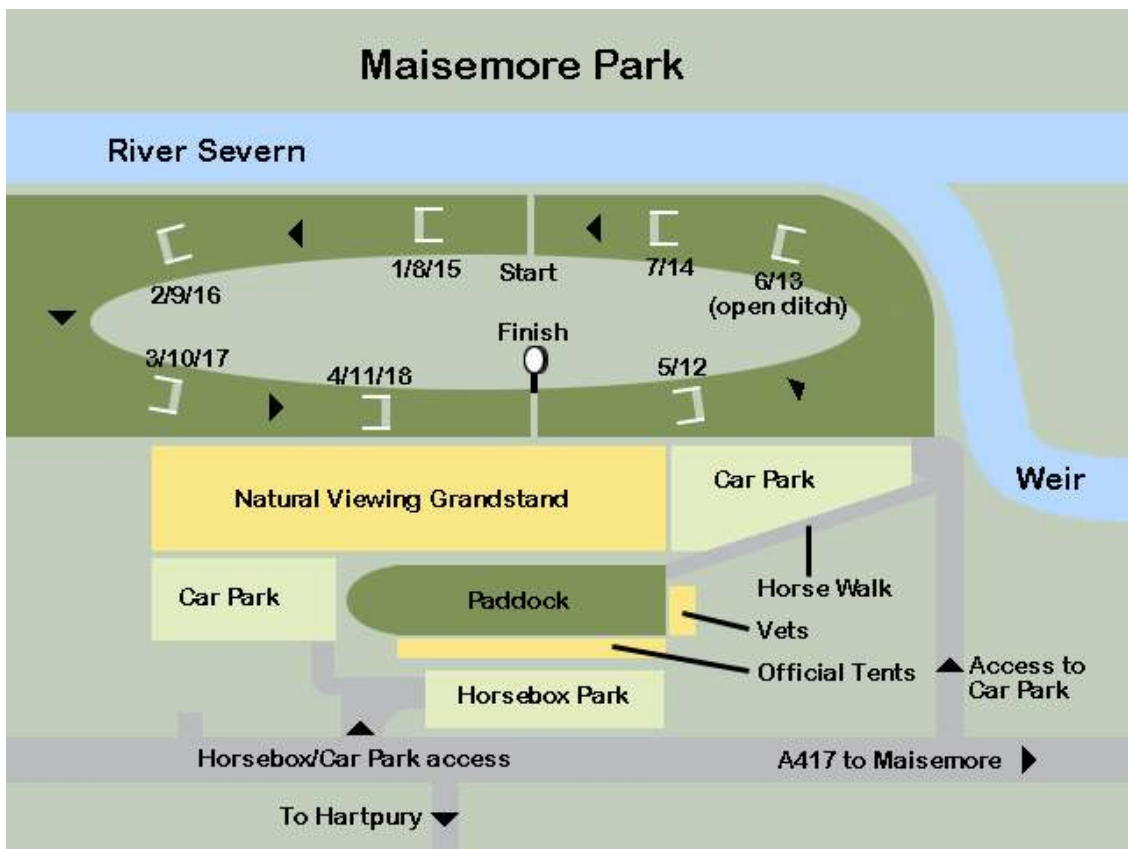 Maisemore Park
River Severn
1/8/15
Start
7/14
6/13
(open ditch)
2/9/16
Finish
3/10/17
4/11/18
5/12
Natural Viewing Grandstand
Car Park
Weir
Car Park
Paddock
Horse Walk
Vets
Official Tents
Access to
Car Park
Horsebox Park
Horsebox/Car Park access
A417 to Maisemore
To Hartpury